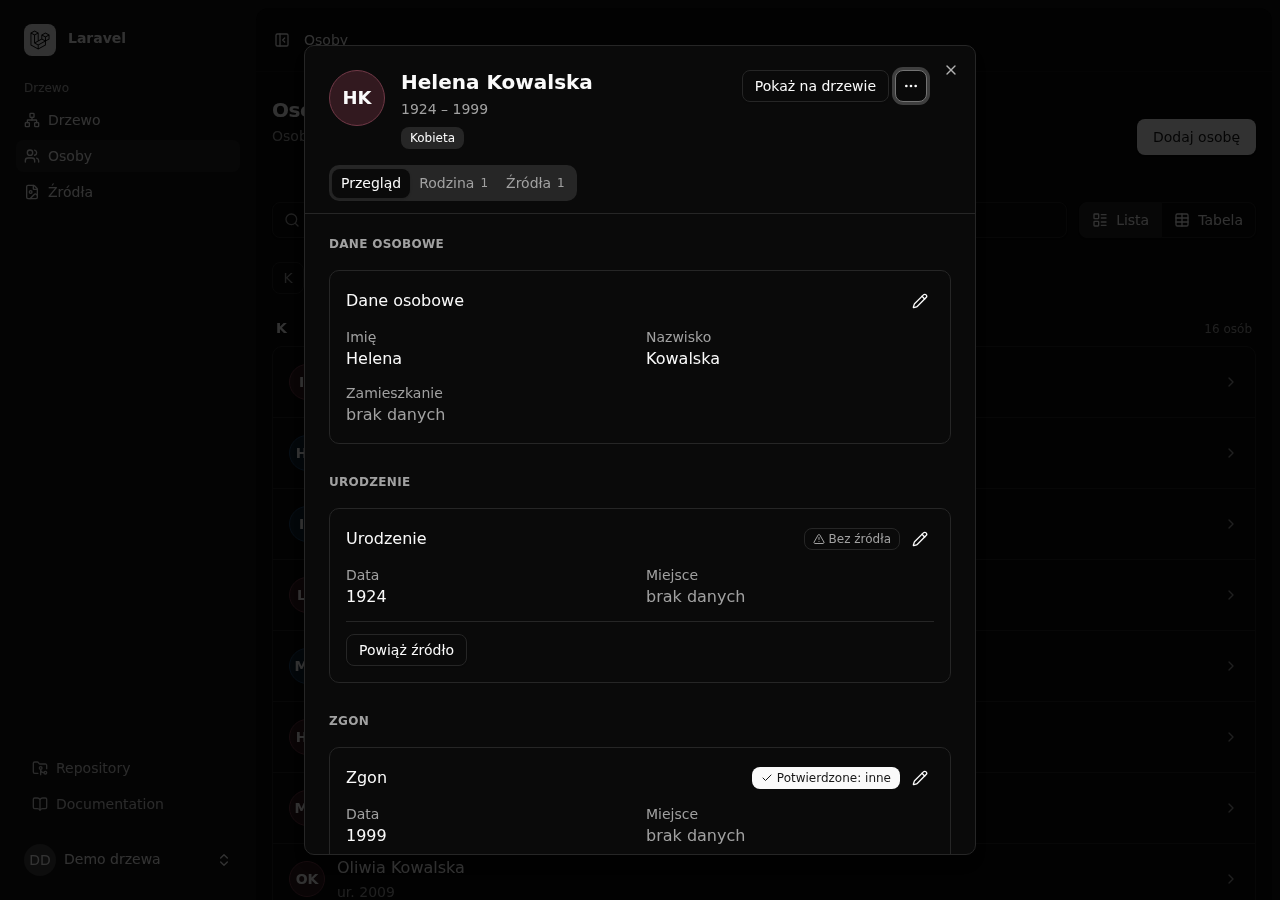 Laravel
Osoby
Drzewo
Drzewo
Osoby
Źródła
Dodaj osobę
Lista
Tabela
K
K
16 osób
HK
Helena Kowalska
1924 – 1999
Kobieta
Pokaż na drzewie
Przegląd
Rodzina 1
Źródła 1
DANE OSOBOWE
Dane osobowe
Imię
Nazwisko
Helena
Kowalska
Zamieszkanie
brak danych
URODZENIE
Urodzenie
Bez źródła
Data
Miejsce
1924
brak danych
Powiąż źródło
ZGON
Zgon
Potwierdzone: inne
Data
Miejsce
1999
brak danych
Repository
Documentation
DD
Demo drzewa
OK
Oliwia Kowalska
ur. 2009